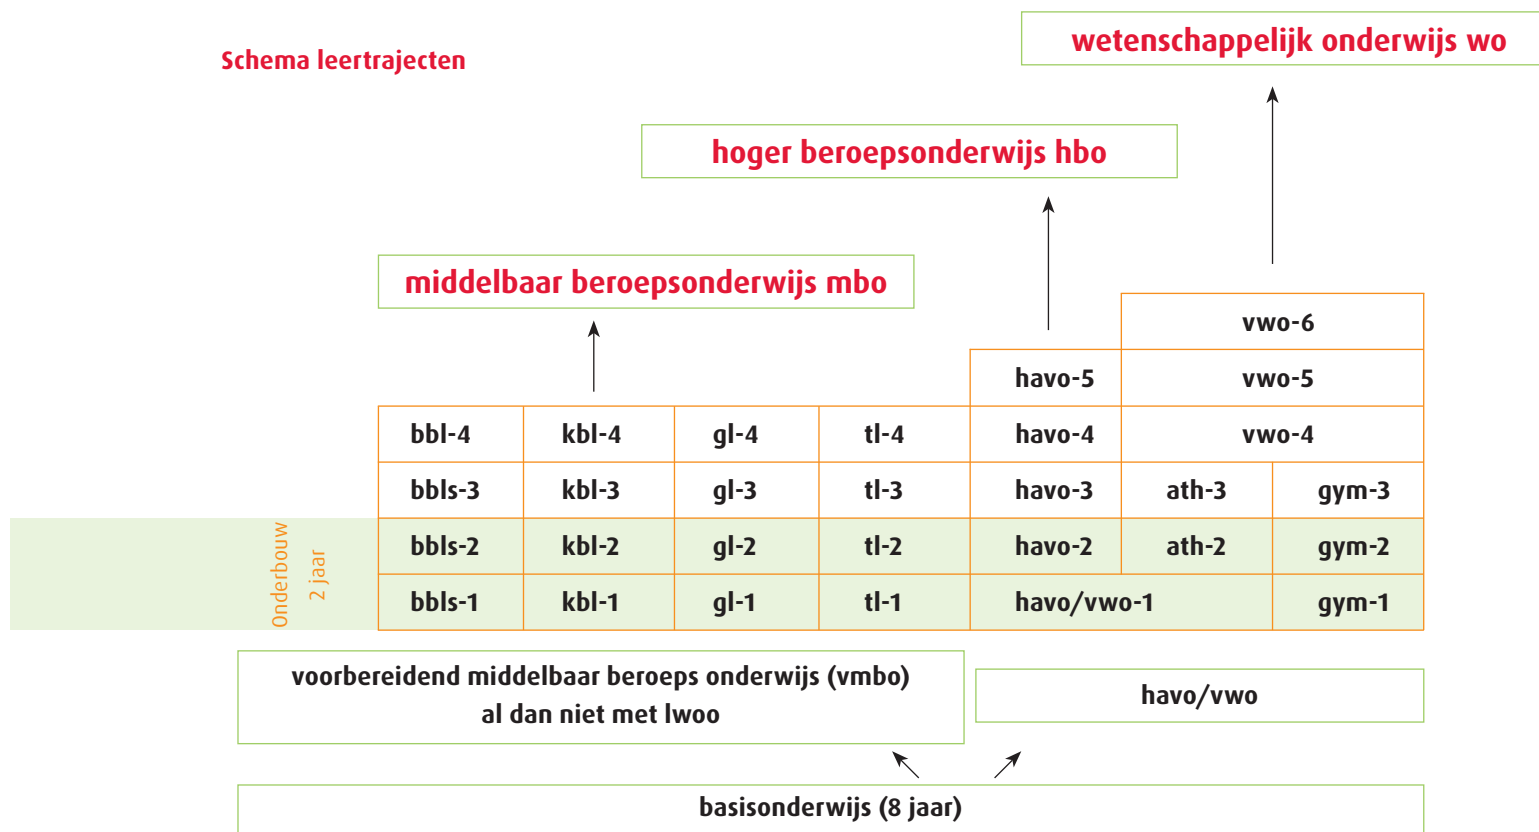 wetenschappelijk onderwijs wo
Schema leertrajecten
hoger beroepsonderwijs hbo
middelbaar beroepsonderwijs mbo
vwo-6
havo-5 vwo-5
bbl-4 kbl-4 gl-4 tl-4 havo-4 vwo-4
bbls-3 kbl-3 gl-3 tl-3 havo-3 ath-3 gym-3
Onderbouw
2 jaar
bbls-2 kbl-2 gl-2 tl-2 havo-2 ath-2 gym-2
bbls-1 kbl-1 gl-1 tl-1 havo/vwo-1 gym-1
voorbereidend middelbaar beroeps onderwijs (vmbo)
al dan niet met lwoo
havo/vwo
basisonderwijs (8 jaar)